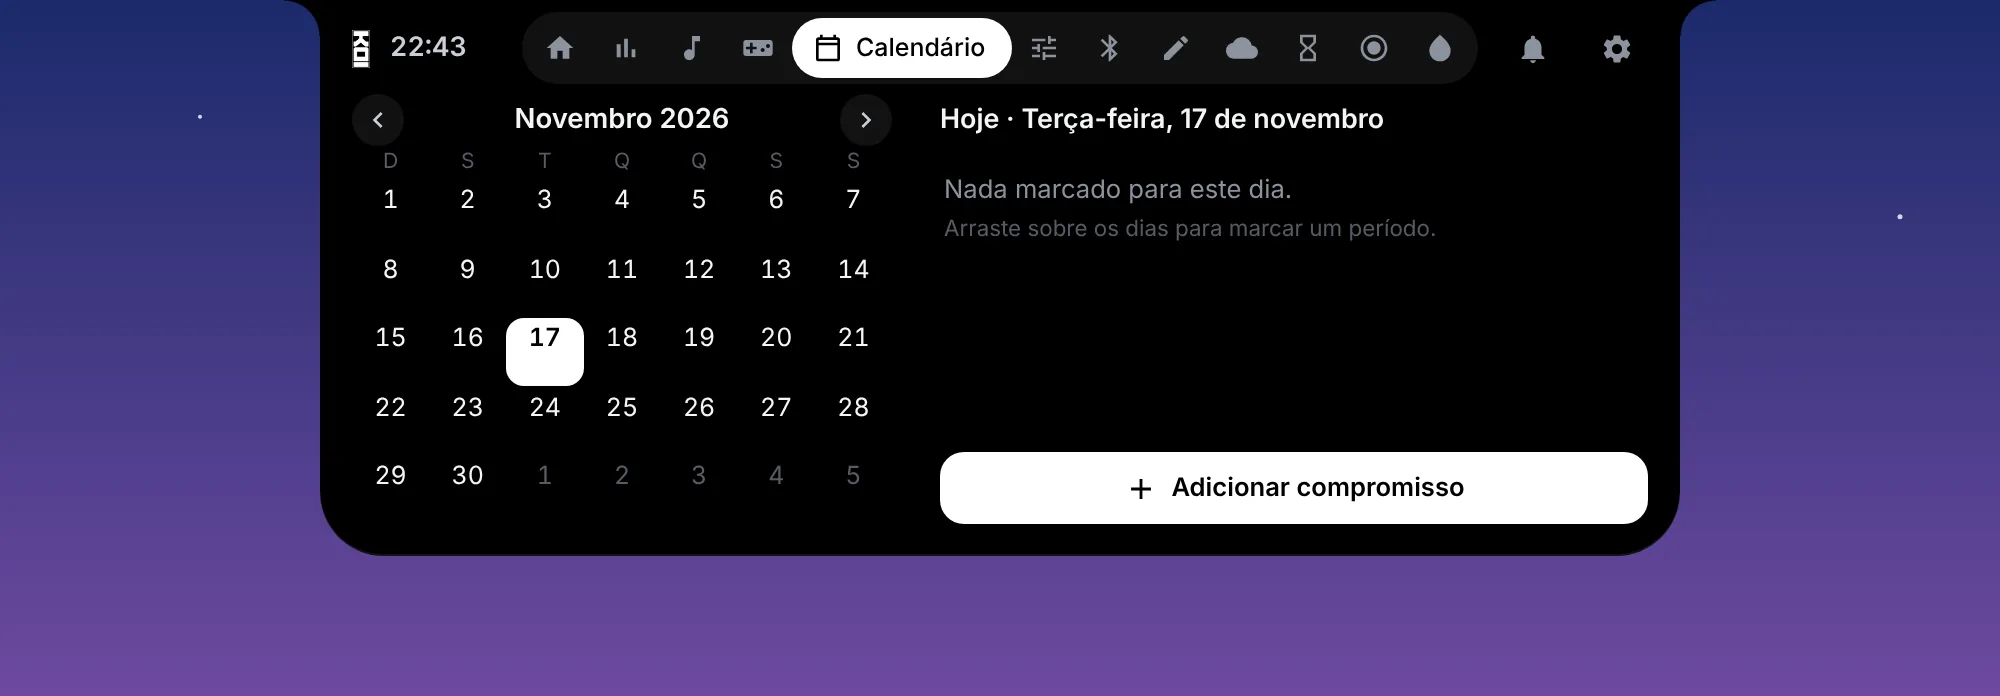 KOI
22:43
Calendário
Novembro 2026
D S T Q Q S S
1 2 3 4 5 6 7
8 9 10 11 12 13 14
15 16 17 18 19 20 21
22 23 24 25 26 27 28
29 30 1 2 3 4 5
Hoje · Terça-feira, 17 de novembro
Nada marcado para este dia.
Arraste sobre os dias para marcar um período.
Adicionar compromisso